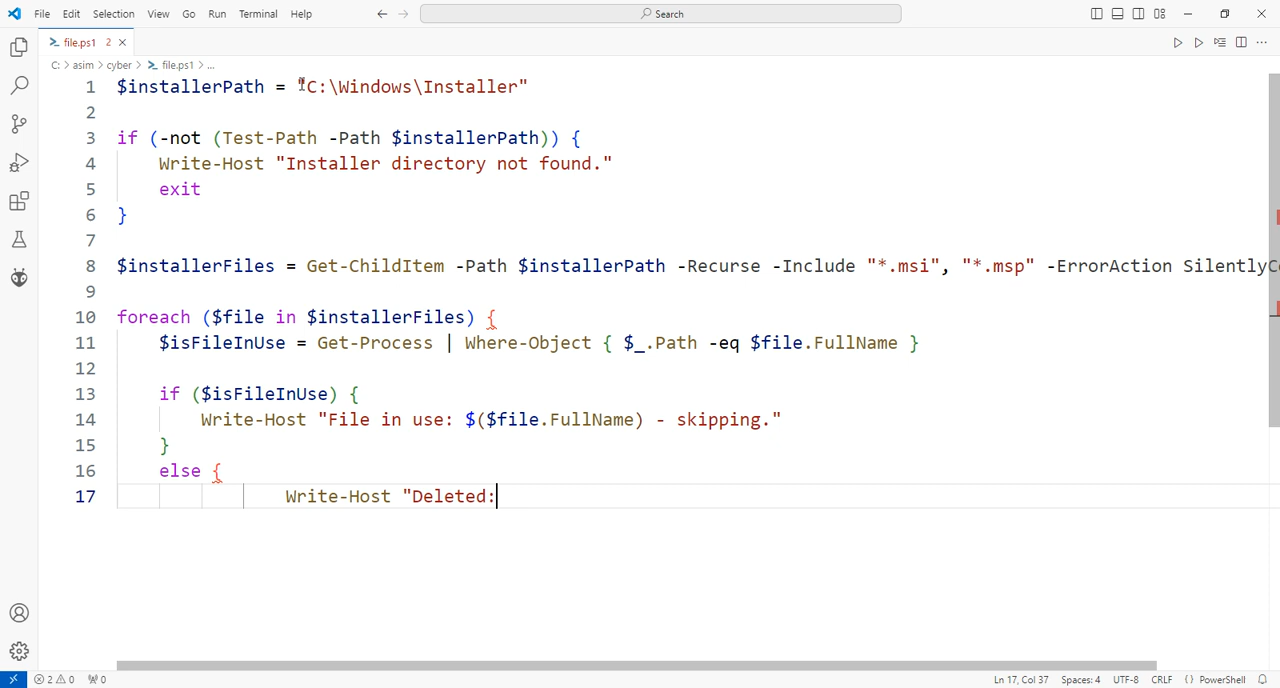 File Edit Selection View Go Run Terminal Help Search
file.ps1 2
C: > asim > cyber > file.ps1 > ...
1 $installerPath = "C:\Windows\Installer"
2
3 if (-not (Test-Path -Path $installerPath)) {
4 Write-Host "Installer directory not found."
5 exit
6 }
7
8 $installerFiles = Get-ChildItem -Path $installerPath -Recurse -Include "*.msi", "*.msp" -ErrorAction SilentlyC
9
10 foreach ($file in $installerFiles) {
11 $isFileInUse = Get-Process | Where-Object { $_.Path -eq $file.FullName }
12
13 if ($isFileInUse) {
14 Write-Host "File in use: $($file.FullName) - skipping."
15 }
16 else {
17 Write-Host "Deleted:
2 0 0 Ln 17, Col 37 Spaces: 4 UTF-8 CRLF {} PowerShell